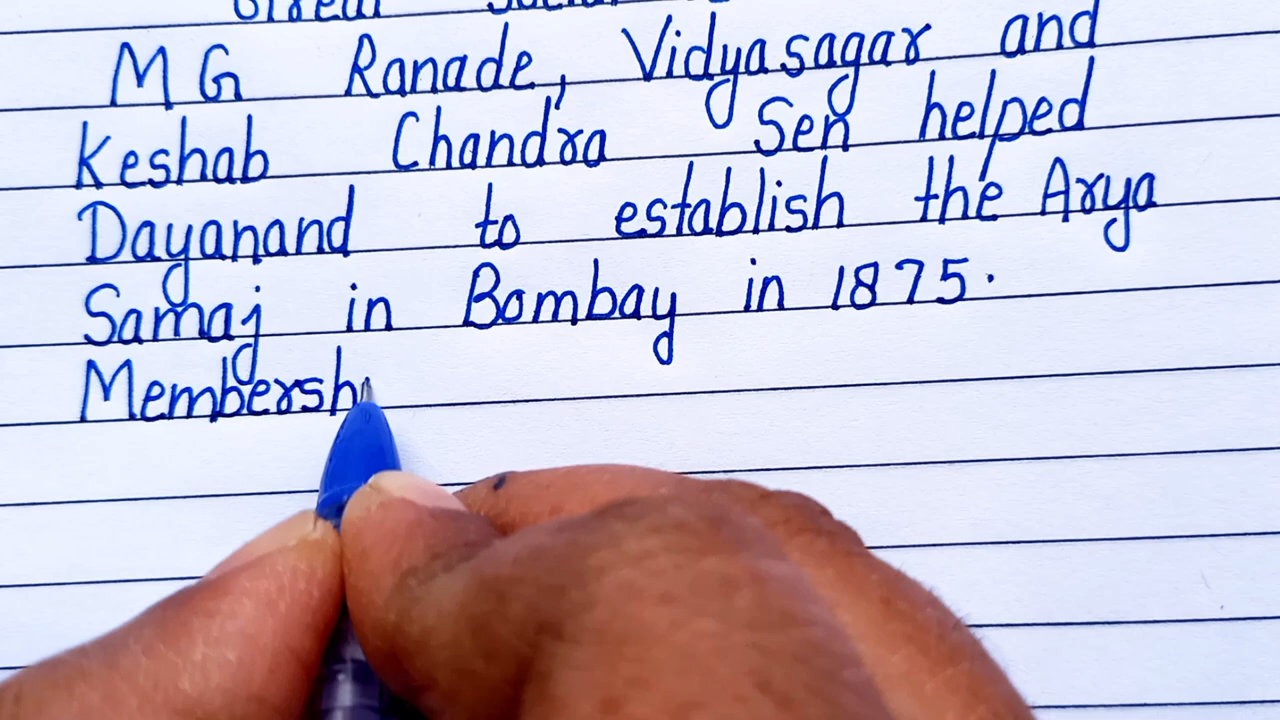 M G Ranade, Vidyasagar and
Keshab Chandra Sen helped
Dayanand to establish the Arya
Samaj in Bombay in 1875.
Membersh